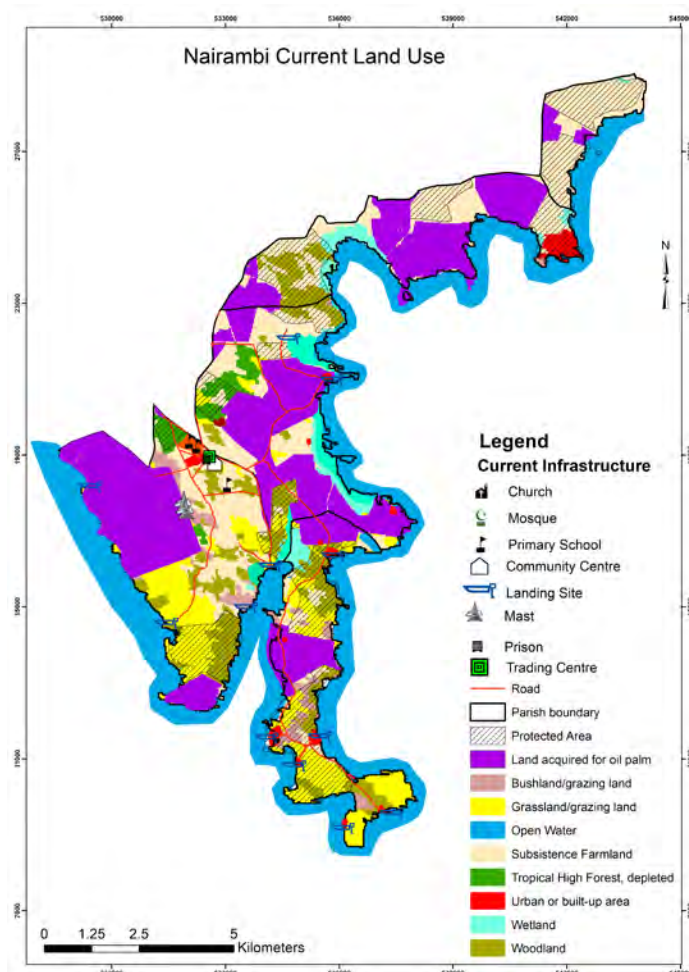 530000 533000 536000 539000 542000
Nairambi Current Land Use
27000
N
Legend
Current Infrastructure
Church
Mosque
Primary School
Community Centre
Landing Site
Mast
Prison
Trading Centre
Road
Parish boundary
Protected Area
Land acquired for oil palm
Bushland/grazing land
Grassland/grazing land
Open Water
Subsistence Farmland
Tropical High Forest, depleted
Urban or built-up area
Wetland
Woodland
7000
0 1.25 2.5 5
Kilometers